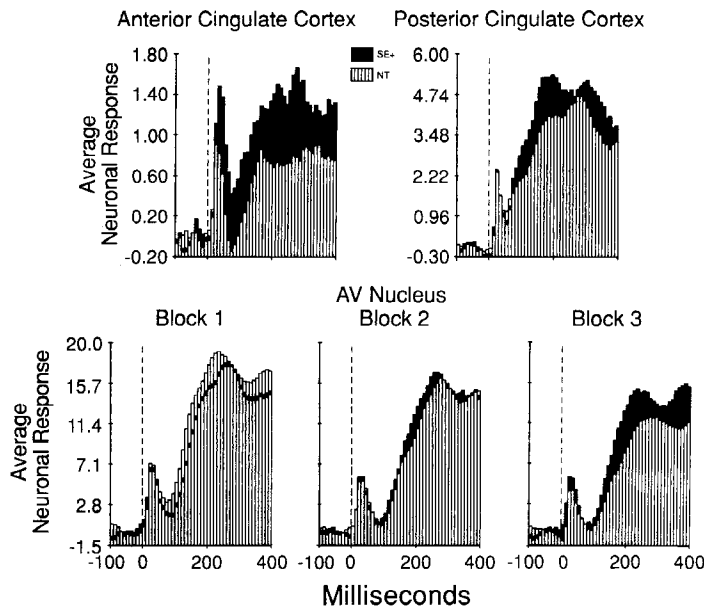 Anterior Cingulate Cortex
Posterior Cingulate Cortex
Average
Neuronal Response
1.80
1.40
1.00
0.60
0.20
-0.20
SE+
NT
6.00
4.74
3.48
2.22
0.96
-0.30
AV Nucleus
Block 1
Block 2
Block 3
Average
Neuronal Response
20.0
15.7
11.4
7.1
2.8
-1.5
-100 0 200 400
-100 0 200 400
-100 0 200 400
Milliseconds